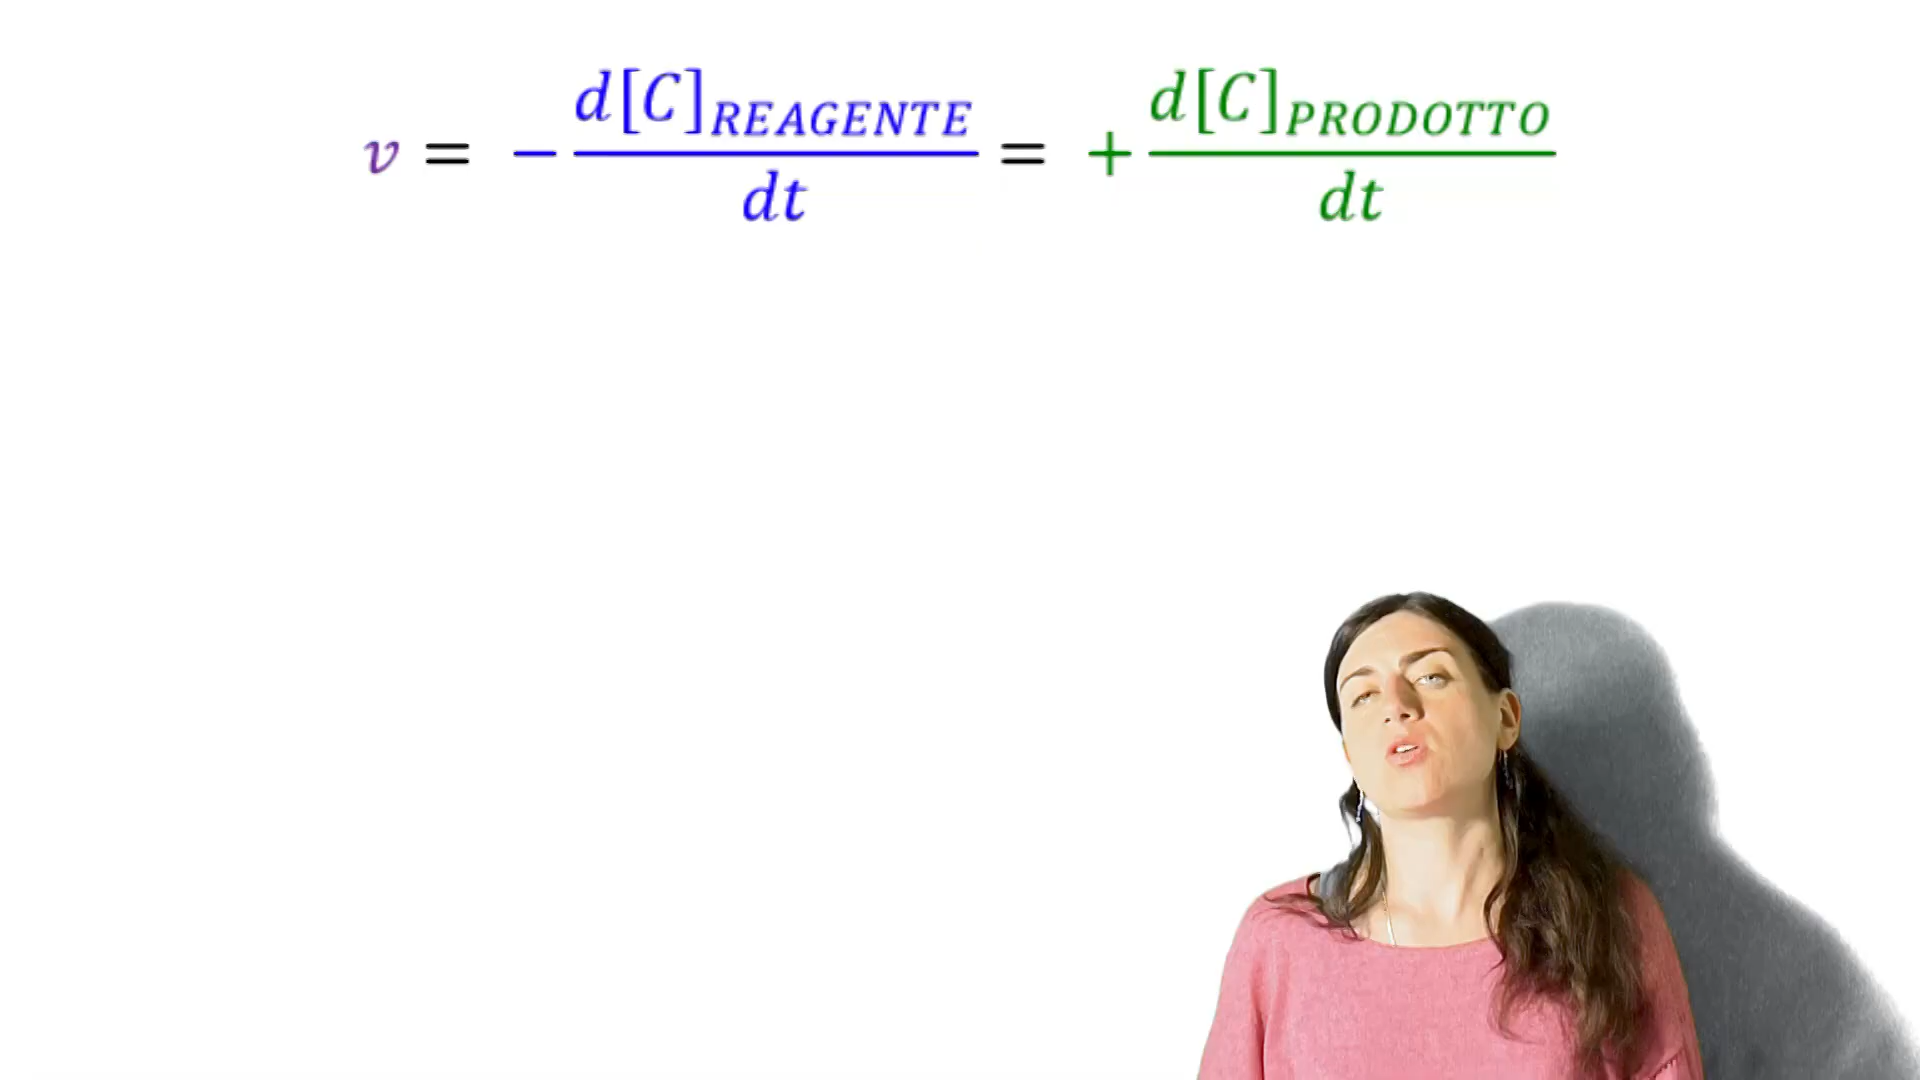 v = − d[C]REAGENTE/dt = + d[C]PRODOTTO/dt